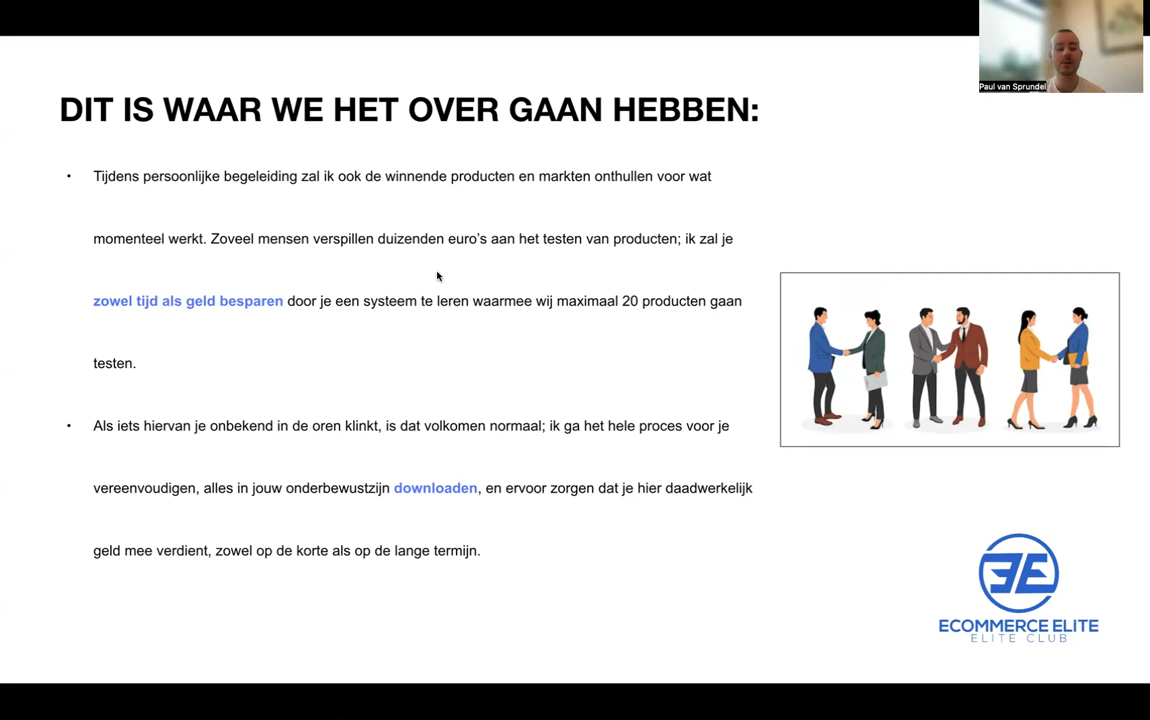 Paul van Sprundel
DIT IS WAAR WE HET OVER GAAN HEBBEN:
• Tijdens persoonlijke begeleiding zal ik ook de winnende producten en markten onthullen voor wat
momenteel werkt. Zoveel mensen verspillen duizenden euro’s aan het testen van producten; ik zal je
zowel tijd als geld besparen door je een systeem te leren waarmee wij maximaal 20 producten gaan
testen.
• Als iets hiervan je onbekend in de oren klinkt, is dat volkomen normaal; ik ga het hele proces voor je
vereenvoudigen, alles in jouw onderbewustzijn downloaden, en ervoor zorgen dat je hier daadwerkelijk
geld mee verdient, zowel op de korte als op de lange termijn.
ECOMMERCE ELITE
ELITE CLUB